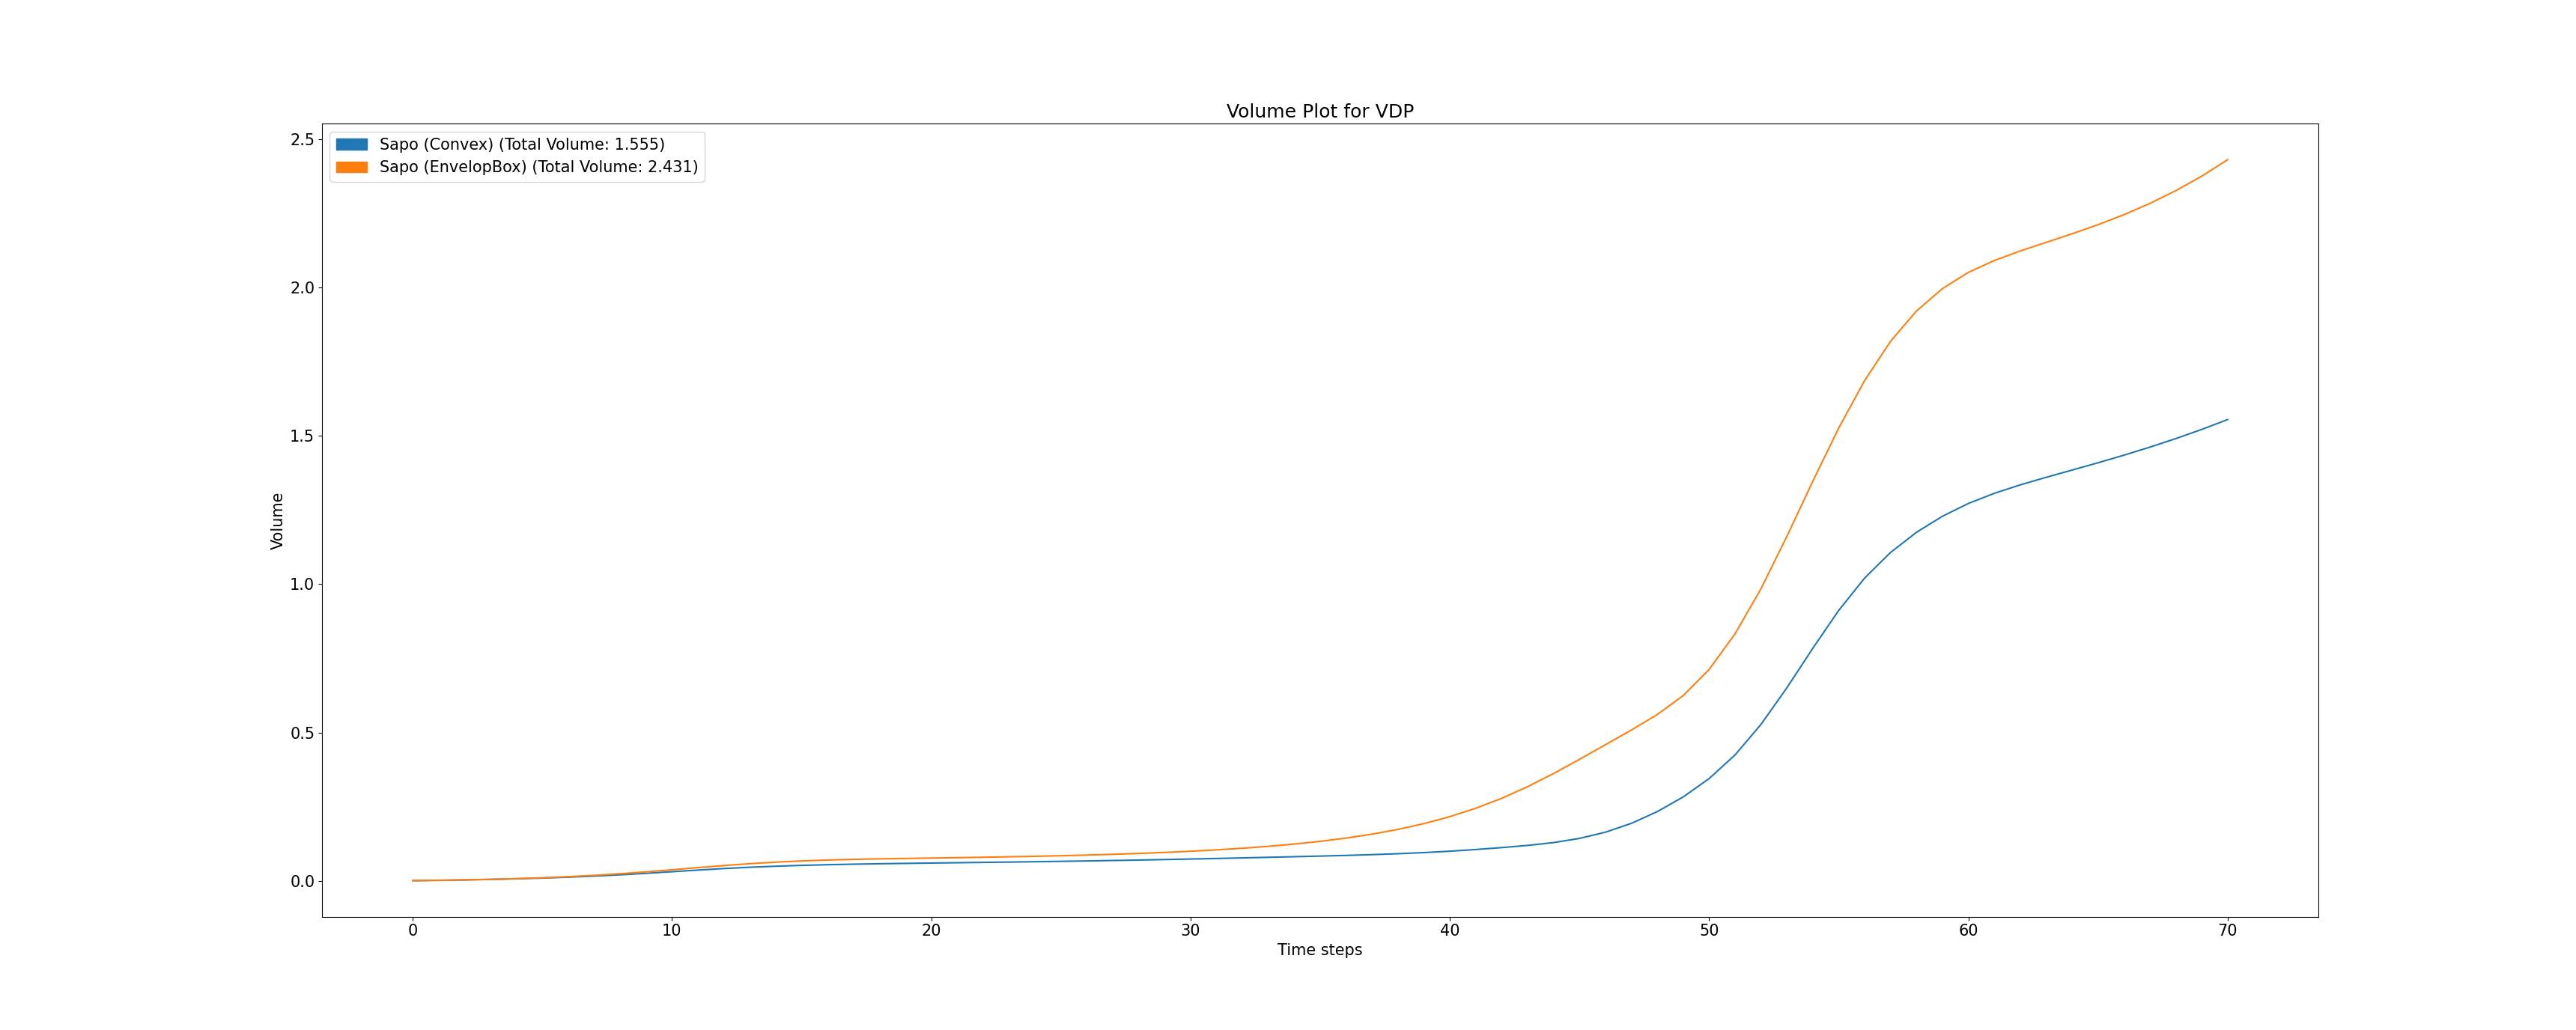 Volume Plot for VDP
Sapo (Convex) (Total Volume: 1.555)
Sapo (EnvelopBox) (Total Volume: 2.431)
2.5
2.0
1.5
1.0
0.5
0.0
Volume
0 10 20 30 40 50 60 70
Time steps